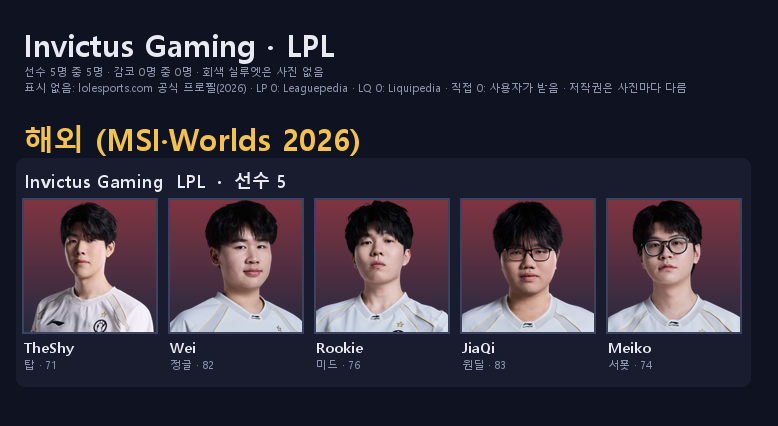 Invictus Gaming · LPL
선수 5명 중 5명 · 감코 0명 중 0명 · 회색 실루엣은 사진 없음
표시 없음: lolesports.com 공식 프로필(2026) · LP 0: Leaguepedia · LQ 0: Liquipedia · 직접 0: 사용자가 받음 · 저작권은 사진마다 다름
해외 (MSI·Worlds 2026)
Invictus Gaming LPL · 선수 5
TheShy
탑 · 71
Wei
정글 · 82
Rookie
미드 · 76
JiaQi
원딜 · 83
Meiko
서폿 · 74